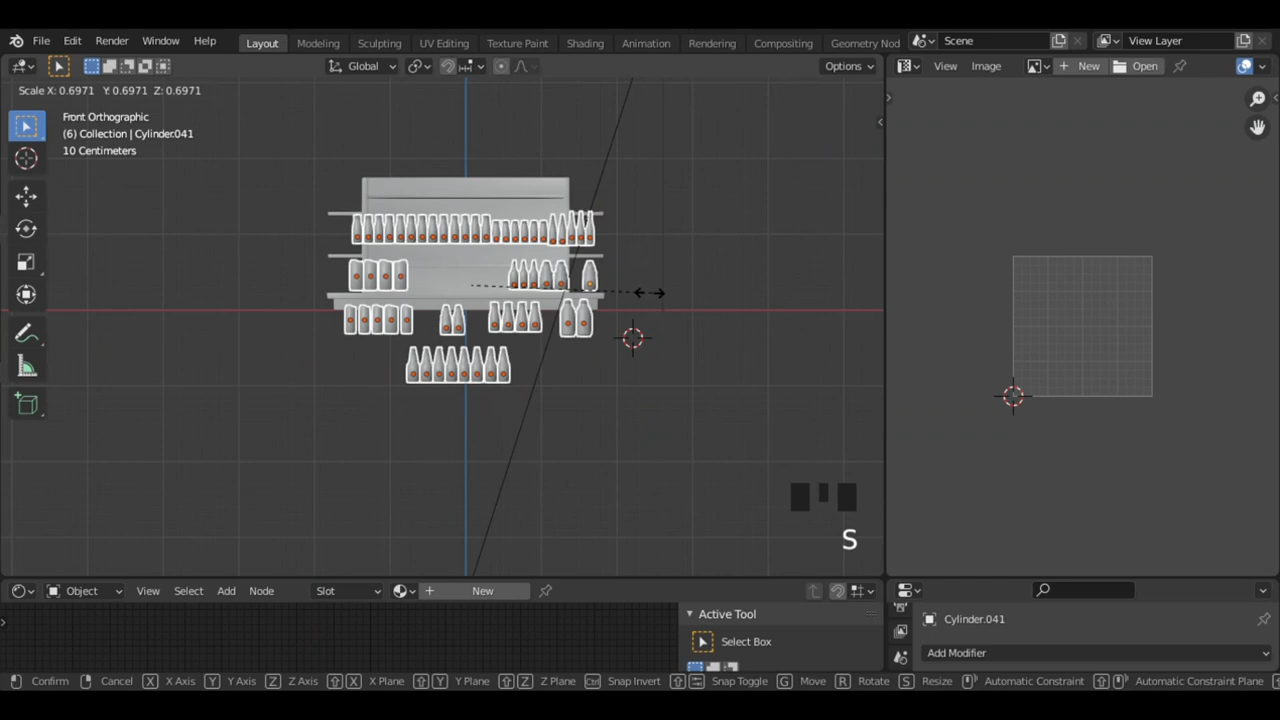 File Edit Render Window Help Layout Modeling Sculpting UV Editing Texture Paint Shading Animation Rendering Compositing Geometry Nod Scene View Layer
Global Options View Image New Open
Scale X: 0.6971 Y: 0.6971 Z: 0.6971
Front Orthographic
(6) Collection | Cylinder.041
10 Centimeters
S
Object View Select Add Node Slot New
Active Tool
Cylinder.041
Select Box
Add Modifier
Confirm Cancel X X Axis Y Y Axis Z Z Axis X X Plane Y Y Plane Z Z Plane Ctrl Snap Invert Snap Toggle G Move R Rotate S Resize Automatic Constraint Automatic Constraint Plane